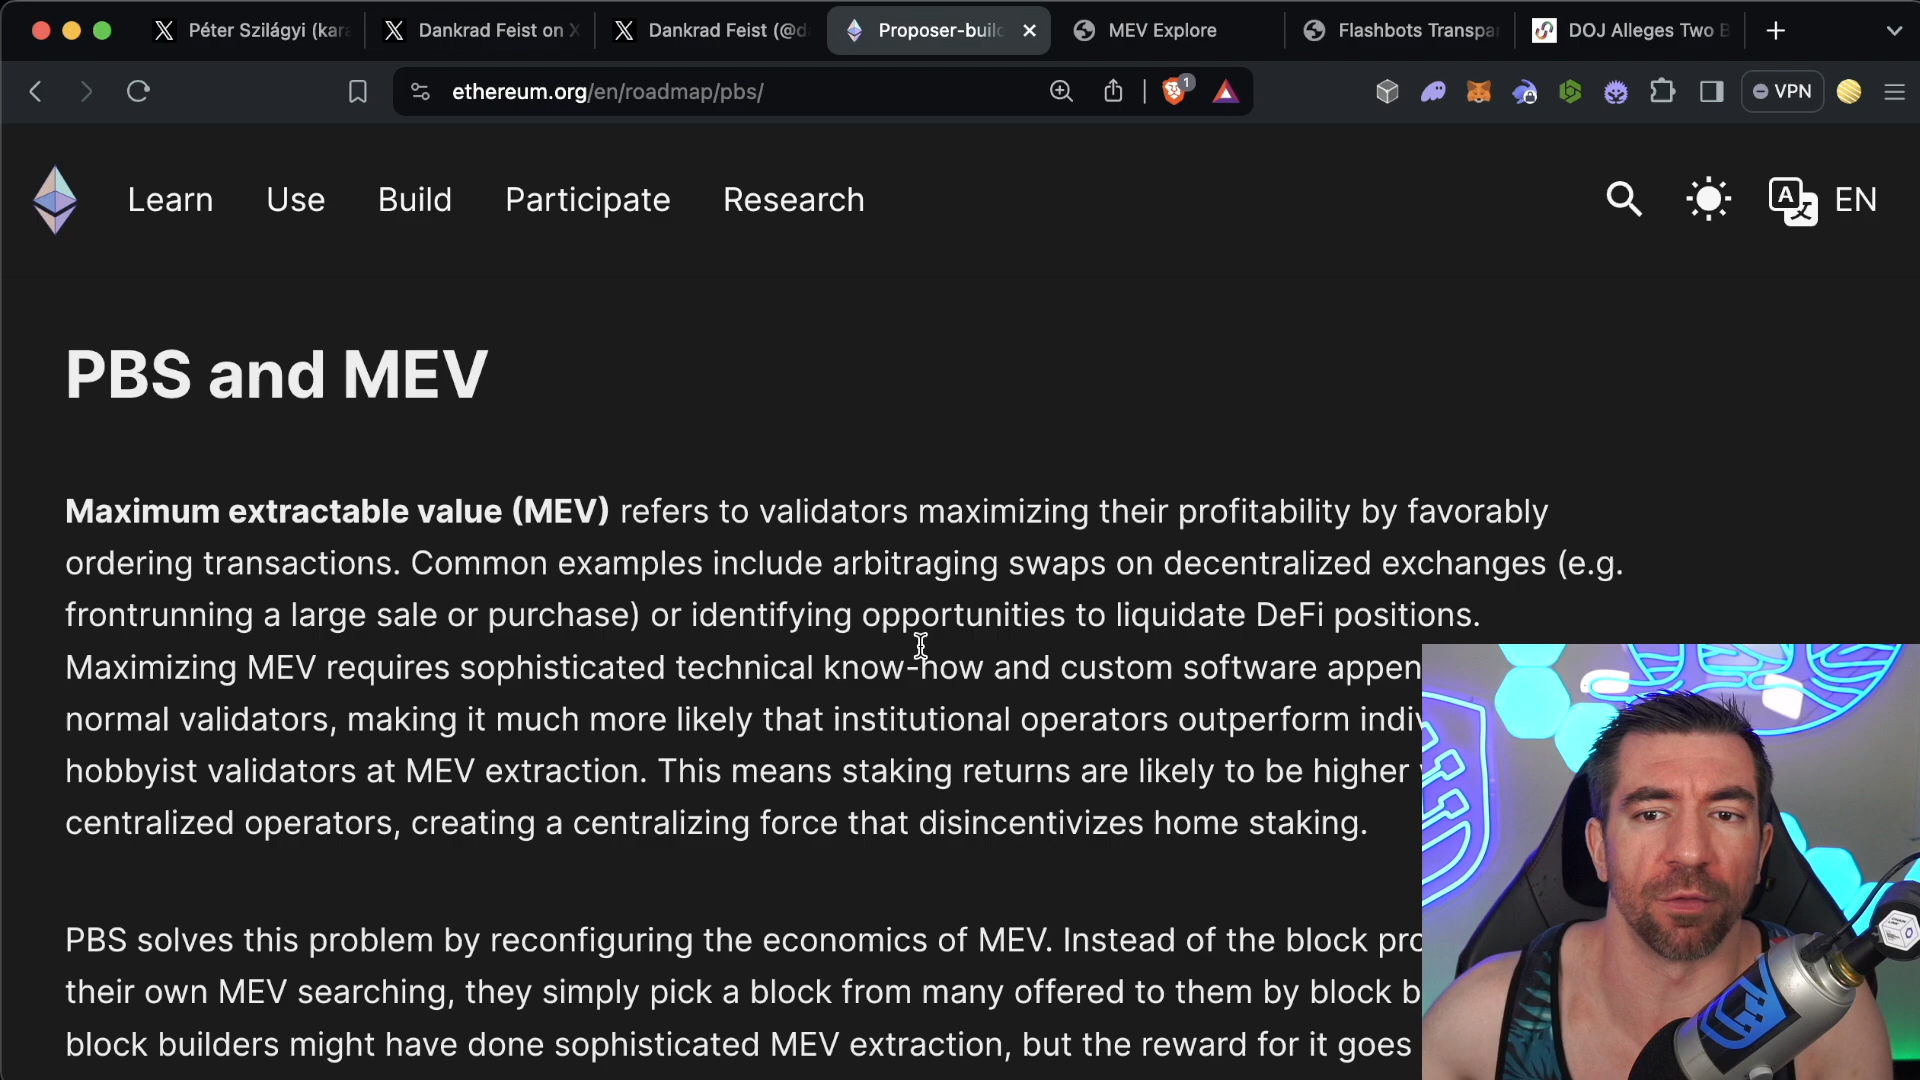 Péter Szilágyi (kara
Dankrad Feist on X
Dankrad Feist (@d
Proposer-build
MEV Explore
Flashbots Transpa
DOJ Alleges Two B
ethereum.org/en/roadmap/pbs/
1
VPN
Learn
Use
Build
Participate
Research
EN
PBS and MEV
Maximum extractable value (MEV) refers to validators maximizing their profitability by favorably
ordering transactions. Common examples include arbitraging swaps on decentralized exchanges (e.g.
frontrunning a large sale or purchase) or identifying opportunities to liquidate DeFi positions.
Maximizing MEV requires sophisticated technical know-how and custom software appen
normal validators, making it much more likely that institutional operators outperform indiv
hobbyist validators at MEV extraction. This means staking returns are likely to be higher
centralized operators, creating a centralizing force that disincentivizes home staking.
PBS solves this problem by reconfiguring the economics of MEV. Instead of the block pro
their own MEV searching, they simply pick a block from many offered to them by block b
block builders might have done sophisticated MEV extraction, but the reward for it goes